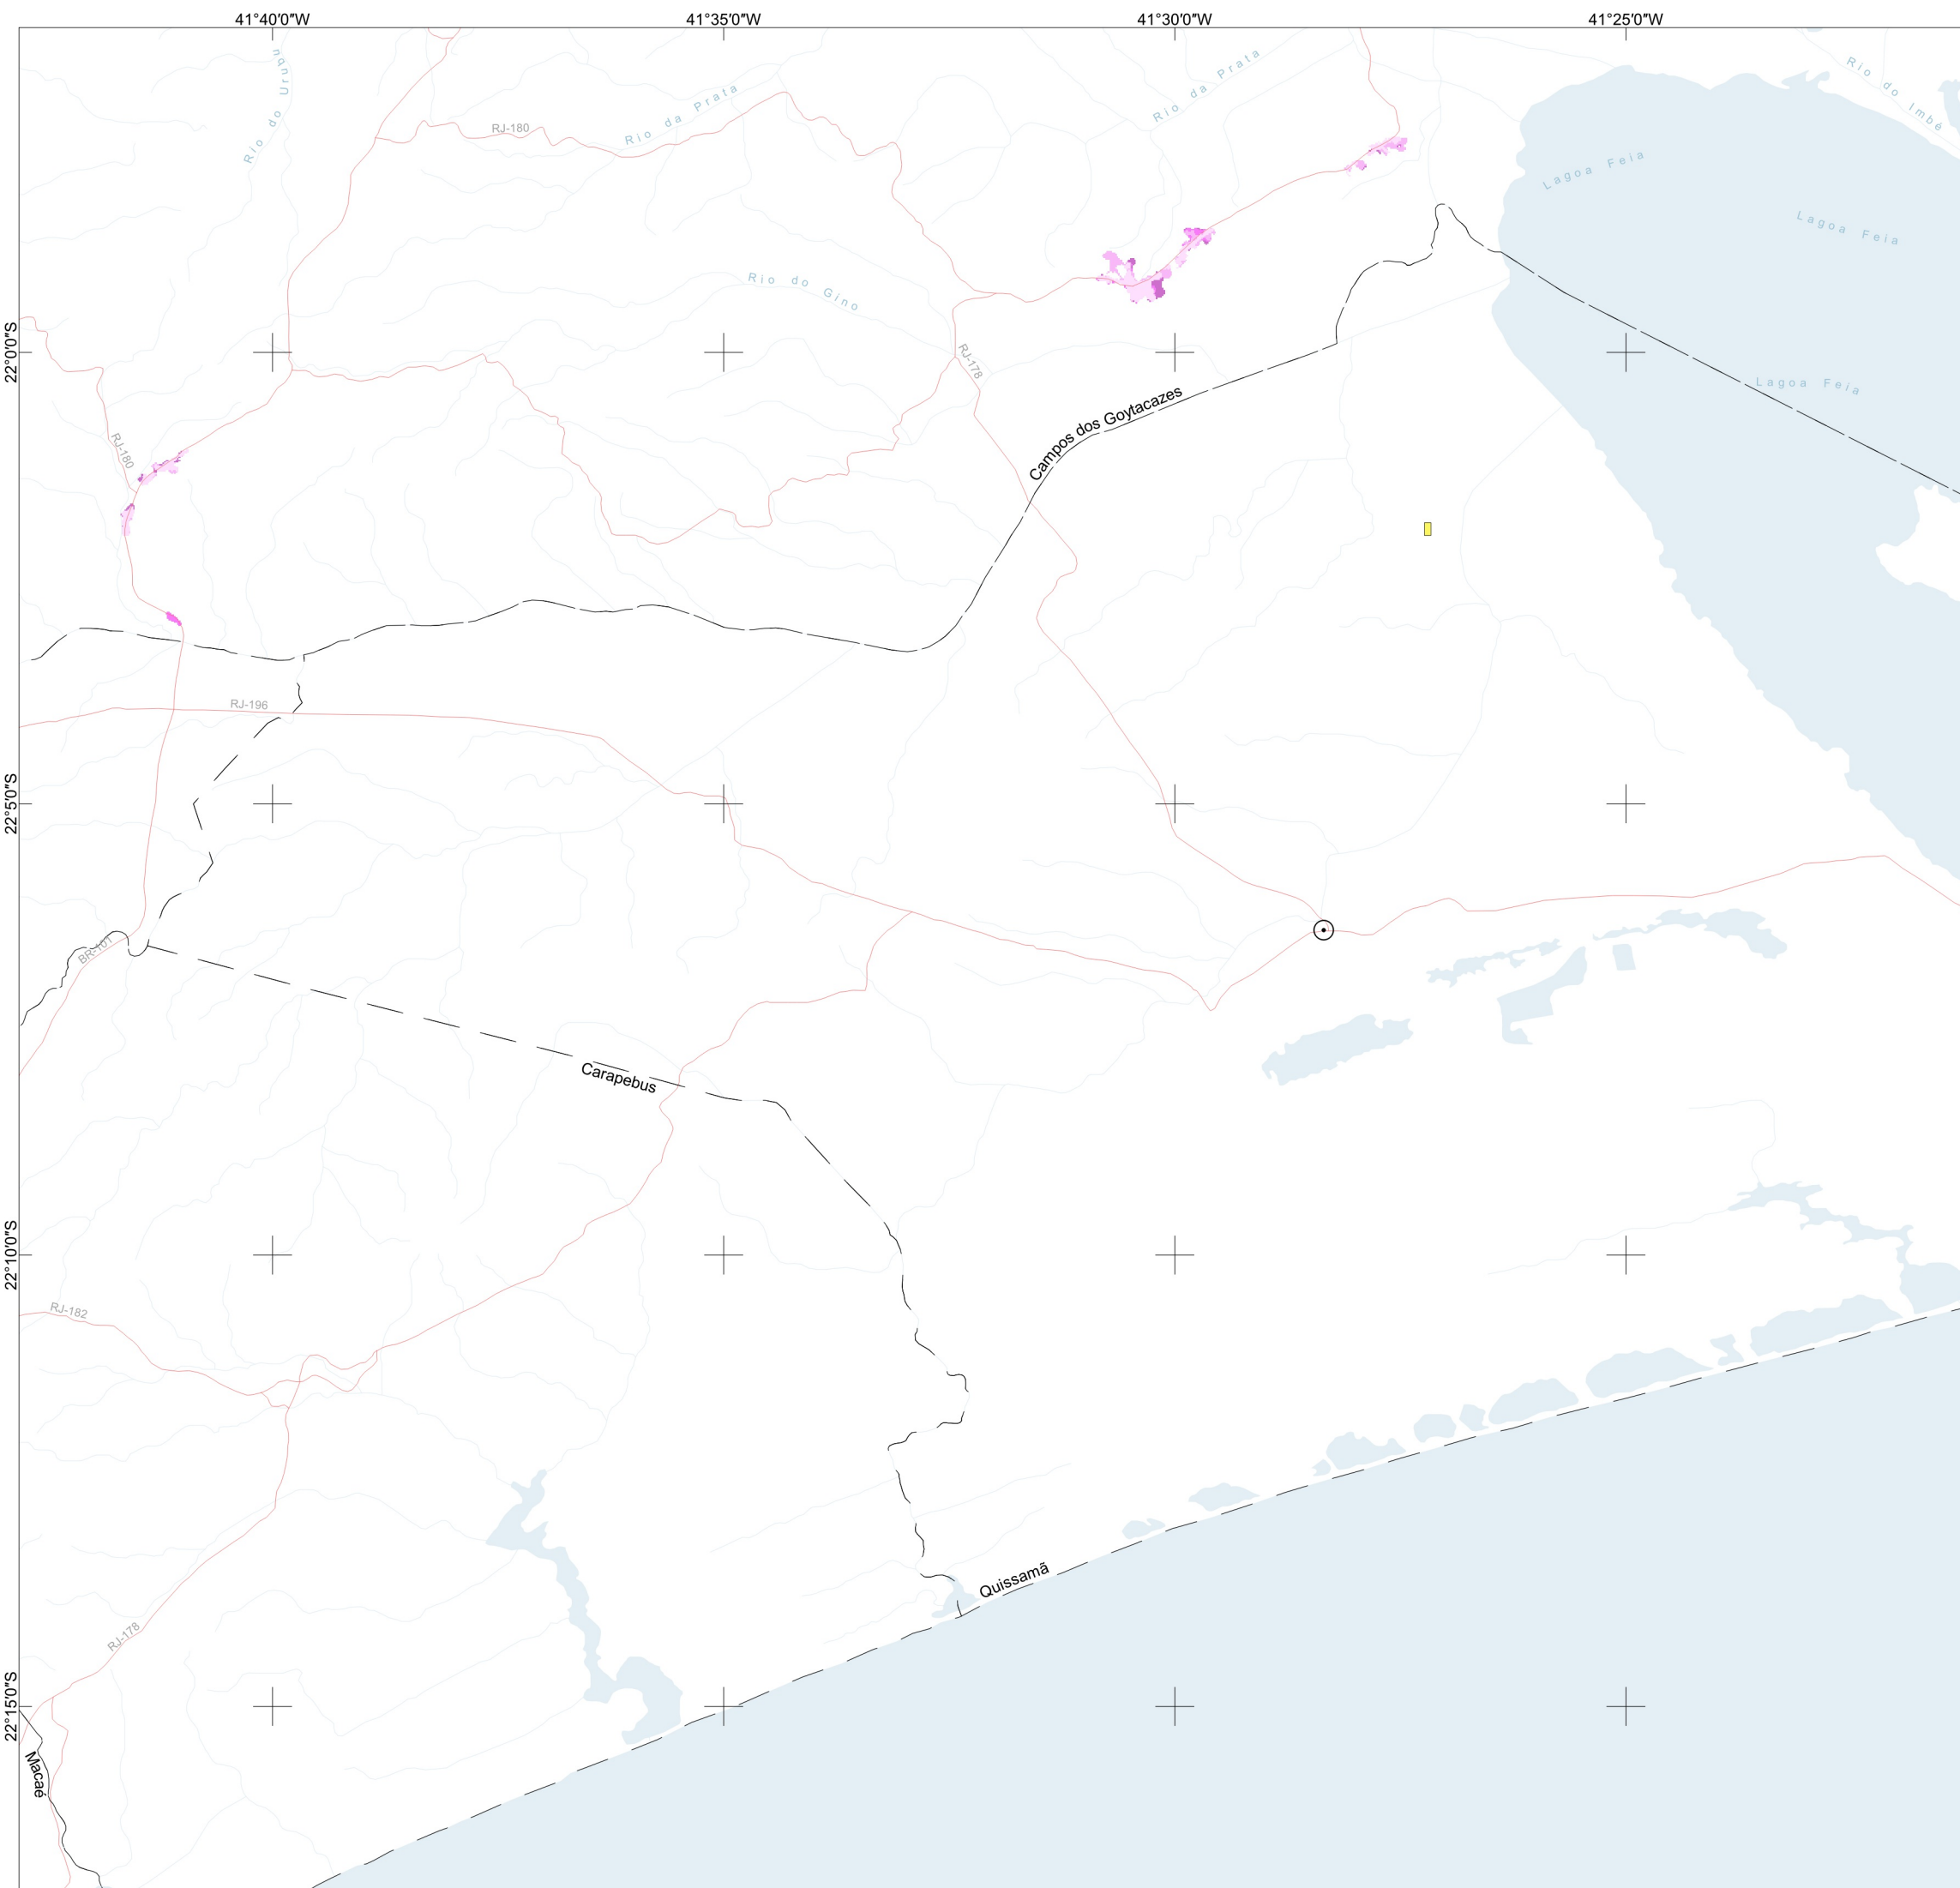 41°40'0"W
41°35'0"W
41°30'0"W
41°25'0"W
Rio do Urubu
Rio da Prata
Rio da Prata
Rio do Imbé
RJ-180
Lagoa Feia
Lagoa Feia
Rio do Gino
22°0'0"S
RJ-178
Lagoa Feia
Campos dos Goytacazes
RJ-180
RJ-196
22°5'0"S
BR-101
Carapebus
22°10'0"S
RJ-182
Quissamã
RJ-178
22°15'0"S
Macaé